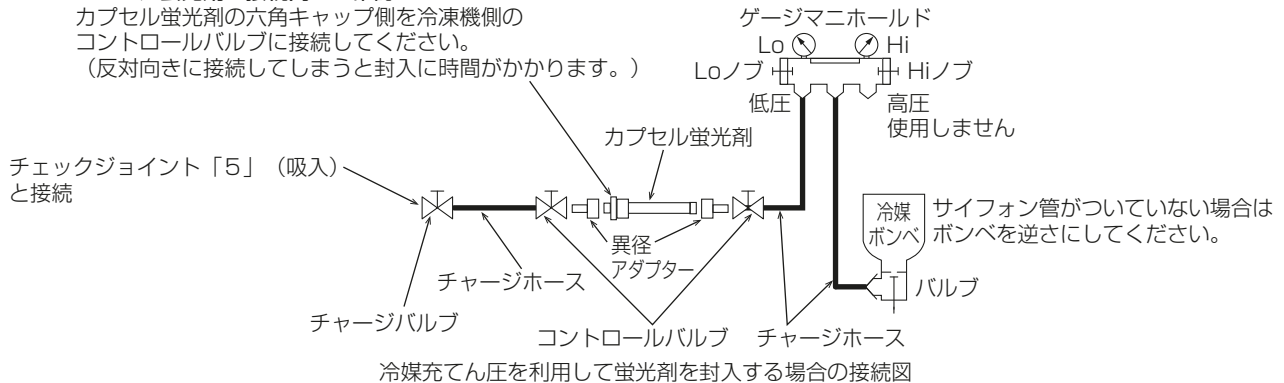 カプセル蛍光剤の六角キャップ側を冷凍機側の
コントロールバルブに接続してください。
（反対向きに接続してしまうと封入に時間がかかります。）
ゲージマニホールド
Lo
Hi
Loノブ
Hiノブ
低圧
高圧
使用しません
カプセル蛍光剤
チェックジョイント「5」（吸入）
と接続
冷媒
ボンベ
サイフォン管がついていない場合は
ボンベを逆さにしてください。
異径
アダプター
チャージホース
バルブ
チャージバルブ
コントロールバルブ
チャージホース
冷媒充てん圧を利用して蛍光剤を封入する場合の接続図